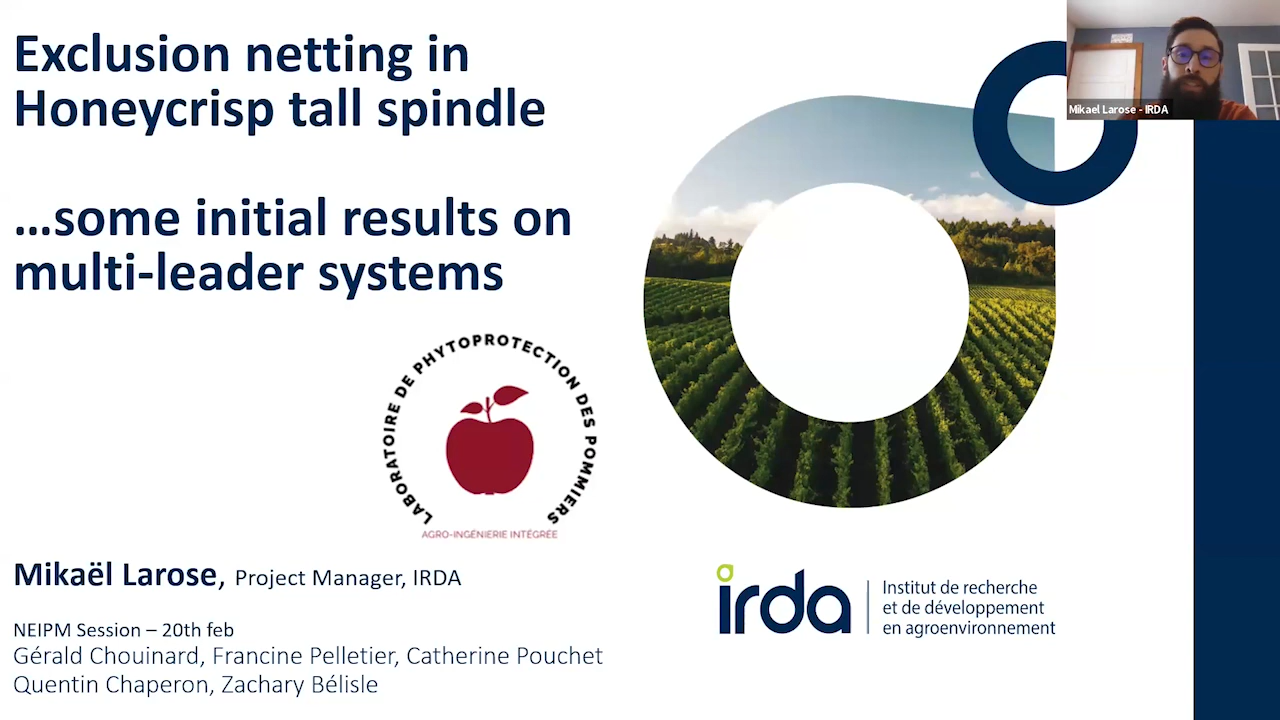 Exclusion netting in
Honeycrisp tall spindle
...some initial results on
multi-leader systems
Mikael Larose - IRDA
LABORATOIRE DE PHYTOPROTECTION DES POMMIERS
AGRO-INGÉNIERIE INTÉGRÉE
Mikaël Larose, Project Manager, IRDA
NEIPM Session – 20th feb
Gérald Chouinard, Francine Pelletier, Catherine Pouchet
Quentin Chaperon, Zachary Bélisle
irda
Institut de recherche
et de développement
en agroenvironnement